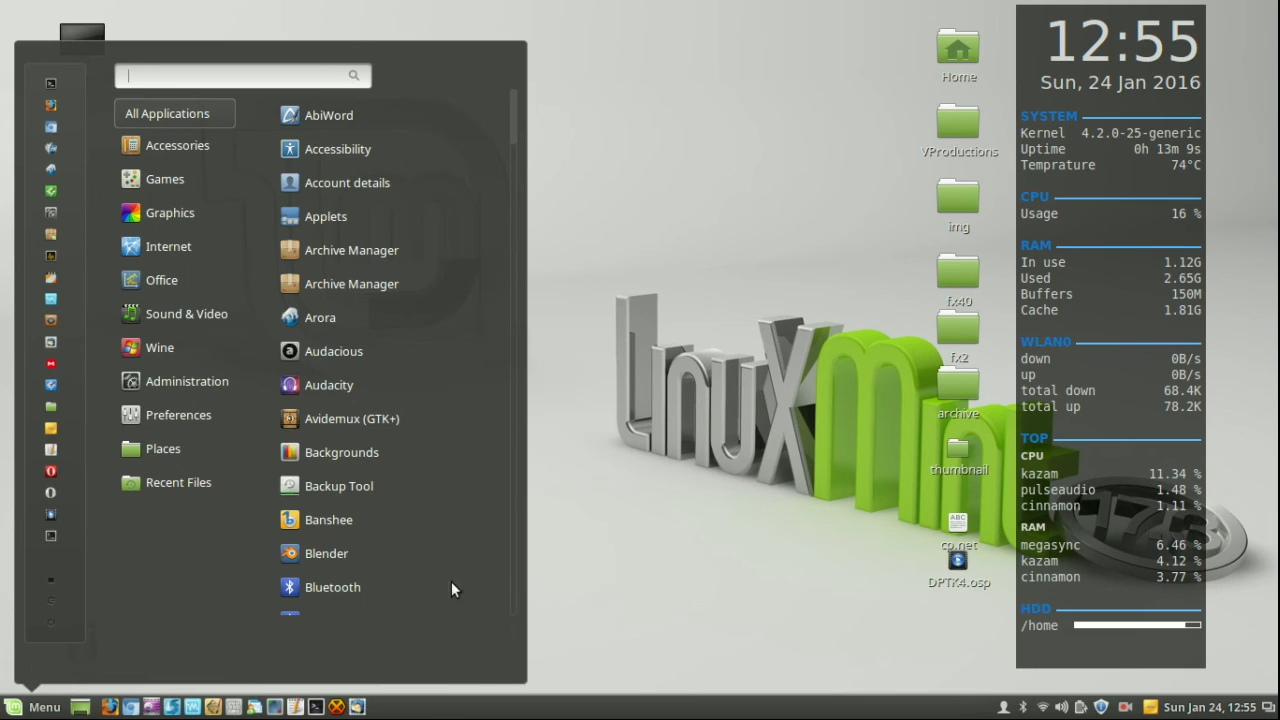 All Applications
Accessories
Games
Graphics
Internet
Office
Sound & Video
Wine
Administration
Preferences
Places
Recent Files
AbiWord
Accessibility
Account details
Applets
Archive Manager
Archive Manager
Arora
Audacious
Audacity
Avidemux (GTK+)
Backgrounds
Backup Tool
Banshee
Blender
Bluetooth
Linux Mint
17.3
Home
VProductions
img
fx40
fx2
archive
thumbnail
ABC
cp.net
DPTK4.osp
12:55
Sun, 24 Jan 2016
SYSTEM
Kernel 4.2.0-25-generic
Uptime 0h 13m 9s
Temprature 74°C
CPU
Usage 16 %
RAM
In use 1.12G
Used 2.65G
Buffers 150M
Cache 1.81G
WLAN0
down 0B/s
up 0B/s
total down 68.4K
total up 78.2K
TOP
CPU
kazam 11.34 %
pulseaudio 1.48 %
cinnamon 1.11 %
RAM
megasync 6.46 %
kazam 4.12 %
cinnamon 3.77 %
HDD
/home
Menu
Sun Jan 24, 12:55